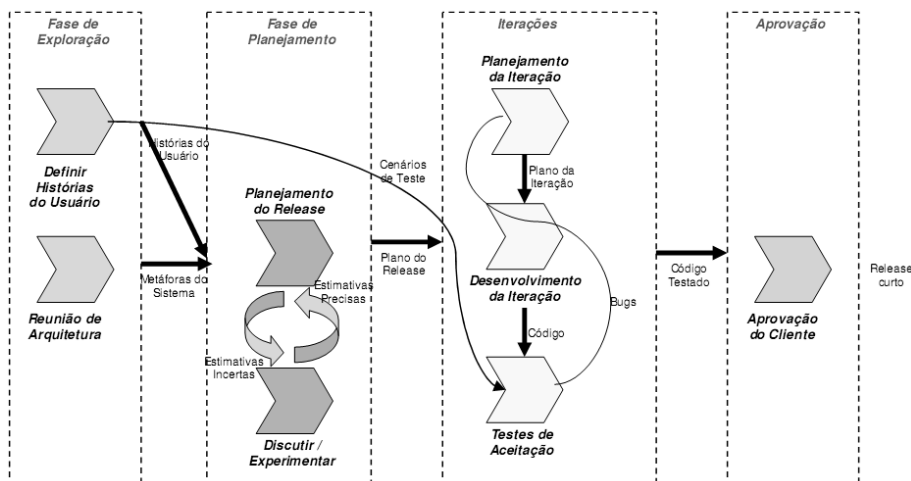 Fase de
Exploração
Fase de
Planejamento
Iterações
Aprovação
Planejamento
da Iteração
Histórias do
Usuário
Cenários
de Teste
Plano da
Iteração
Definir
Histórias
do Usuário
Planejamento
do Release
Plano do
Release
Metáforas do
Sistema
Desenvolvimento
da Iteração
Código
Testado
Release
curto
Estimativas
Precisas
Bugs
Reunião de
Arquitetura
Código
Aprovação
do Cliente
Estimativas
Incertas
Discutir /
Experimentar
Testes de
Aceitação